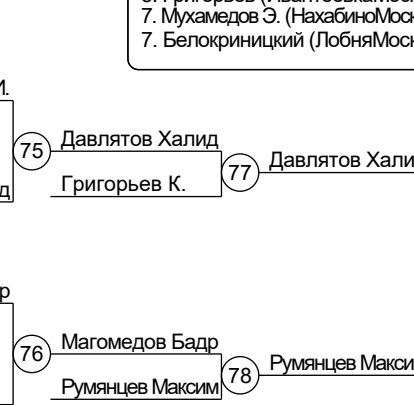 7. Мухамедов Э. (НахабиноМоск
7. Белокриницкий (ЛобняМоск
75
Давлятов Халид
Григорьев К.
77
Давлятов Хали
76
Магомедов Бадр
Румянцев Максим
78
Румянцев Макси